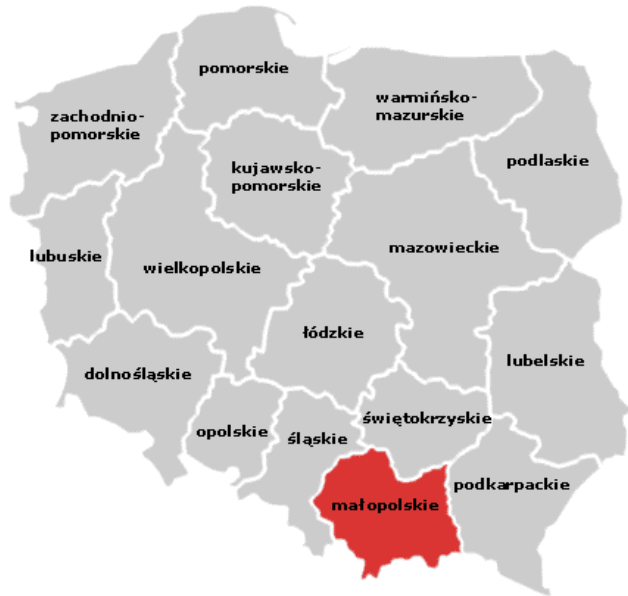 pomorskie
zachodnio-
pomorskie
warmińsko-
mazurskie
podlaskie
kujawsko-
pomorskie
lubuskie
wielkopolskie
mazowieckie
łódzkie
lubelskie
dolnośląskie
opolskie
śląskie
świętokrzyskie
małopolskie
podkarpackie